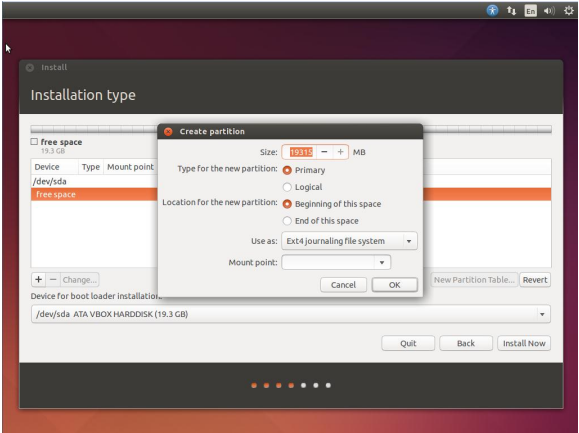 En
Install
Installation type
free space
19.3 GB
Device Type Mount point
/dev/sda
free space
Create partition
Size: 19315 − + MB
Type for the new partition: Primary
Logical
Location for the new partition: Beginning of this space
End of this space
Use as: Ext4 journaling file system
Mount point:
Cancel OK
+ − Change... New Partition Table... Revert
Device for boot loader installation:
/dev/sda ATA VBOX HARDDISK (19.3 GB)
Quit Back Install Now